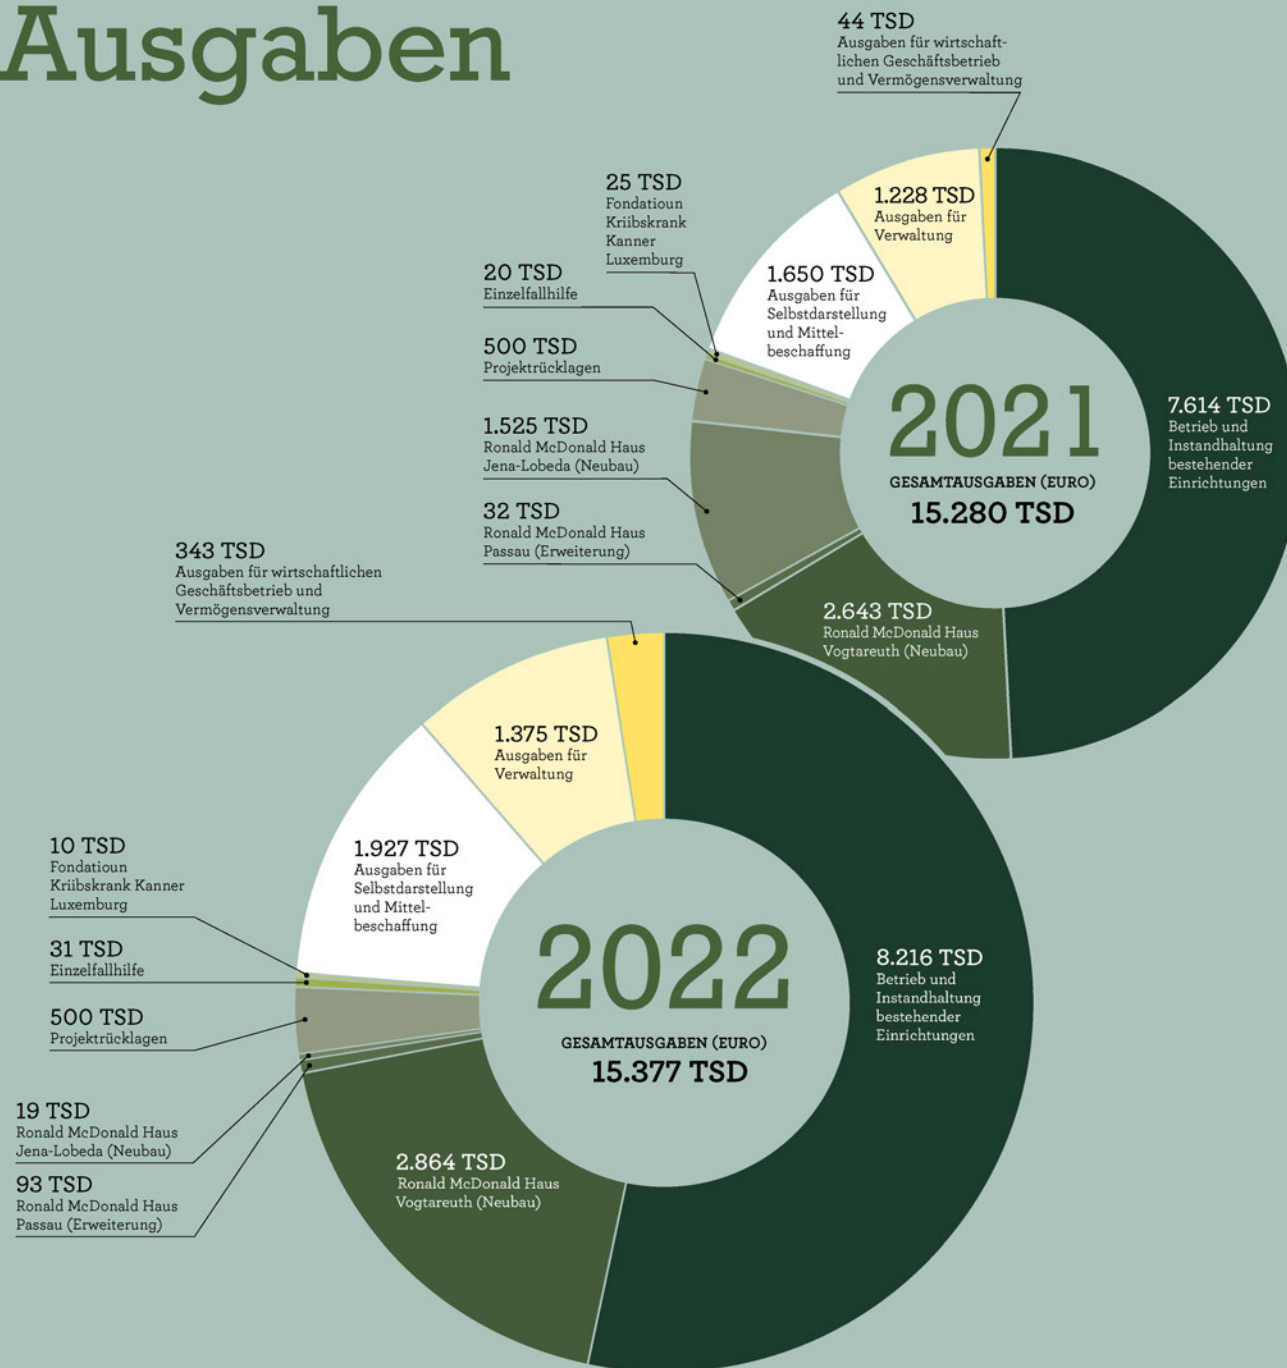 Ausgaben
44 TSD
Ausgaben für wirtschaft-
lichen Geschäftsbetrieb
und Vermögensverwaltung
25 TSD
Fondatioun
Kriibskrank
Kanner
Luxemburg
20 TSD
Einzelfallhilfe
500 TSD
Projektrücklagen
1.525 TSD
Ronald McDonald Haus
Jena-Lobeda (Neubau)
32 TSD
Ronald McDonald Haus
Passau (Erweiterung)
1.228 TSD
Ausgaben für
Verwaltung
1.650 TSD
Ausgaben für
Selbstdarstellung
und Mittel-
beschaffung
2021
GESAMTAUSGABEN (EURO)
15.280 TSD
7.614 TSD
Betrieb und
Instandhaltung
bestehender
Einrichtungen
2.643 TSD
Ronald McDonald Haus
Vogtareuth (Neubau)
343 TSD
Ausgaben für wirtschaftlichen
Geschäftsbetrieb und
Vermögensverwaltung
1.375 TSD
Ausgaben für
Verwaltung
1.927 TSD
Ausgaben für
Selbstdarstellung
und Mittel-
beschaffung
10 TSD
Fondatioun
Kriibskrank Kanner
Luxemburg
31 TSD
Einzelfallhilfe
500 TSD
Projektrücklagen
19 TSD
Ronald McDonald Haus
Jena-Lobeda (Neubau)
93 TSD
Ronald McDonald Haus
Passau (Erweiterung)
2022
GESAMTAUSGABEN (EURO)
15.377 TSD
8.216 TSD
Betrieb und
Instandhaltung
bestehender
Einrichtungen
2.864 TSD
Ronald McDonald Haus
Vogtareuth (Neubau)